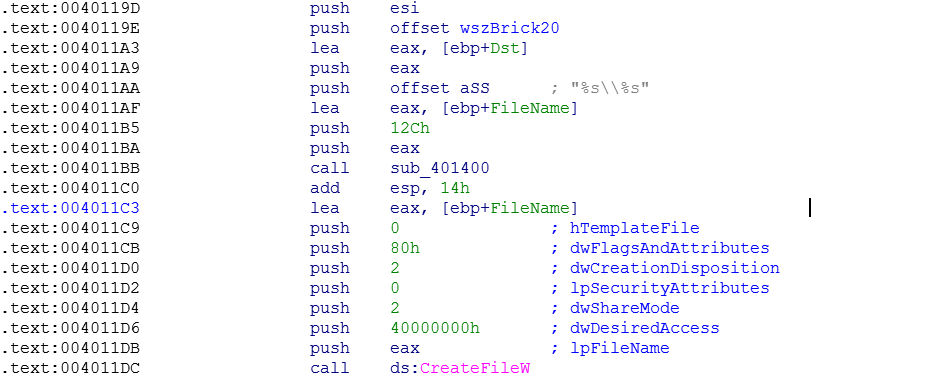 .text:0040119D push esi
.text:0040119E push offset wszBrick20
.text:004011A3 lea eax, [ebp+Dst]
.text:004011A9 push eax
.text:004011AA push offset aSS ; "%s\\%s"
.text:004011AF lea eax, [ebp+FileName]
.text:004011B5 push 12Ch
.text:004011BA push eax
.text:004011BB call sub_401400
.text:004011C0 add esp, 14h
.text:004011C3 lea eax, [ebp+FileName]
.text:004011C9 push 0 ; hTemplateFile
.text:004011CB push 80h ; dwFlagsAndAttributes
.text:004011D0 push 2 ; dwCreationDisposition
.text:004011D2 push 0 ; lpSecurityAttributes
.text:004011D4 push 2 ; dwShareMode
.text:004011D6 push 40000000h ; dwDesiredAccess
.text:004011DB push eax ; lpFileName
.text:004011DC call ds:CreateFileW